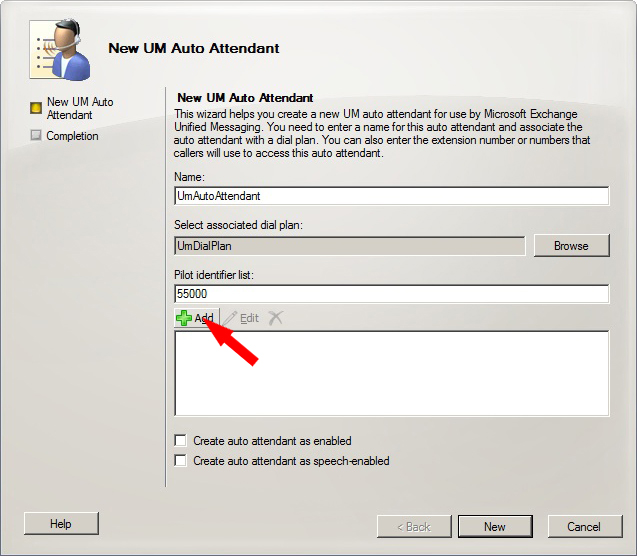 New UM Auto Attendant
New UM Auto
Attendant
Completion
New UM Auto Attendant
This wizard helps you create a new UM auto attendant for use by Microsoft Exchange
Unified Messaging. You need to enter a name for this auto attendant and associate the
auto attendant with a dial plan. You can also enter the extension number or numbers that
callers will use to access this auto attendant.
Name:
UmAutoAttendant
Select associated dial plan:
UmDialPlan
Browse
Pilot identifier list:
55000
Add
Edit
Create auto attendant as enabled
Create auto attendant as speech-enabled
Help
< Back
New
Cancel